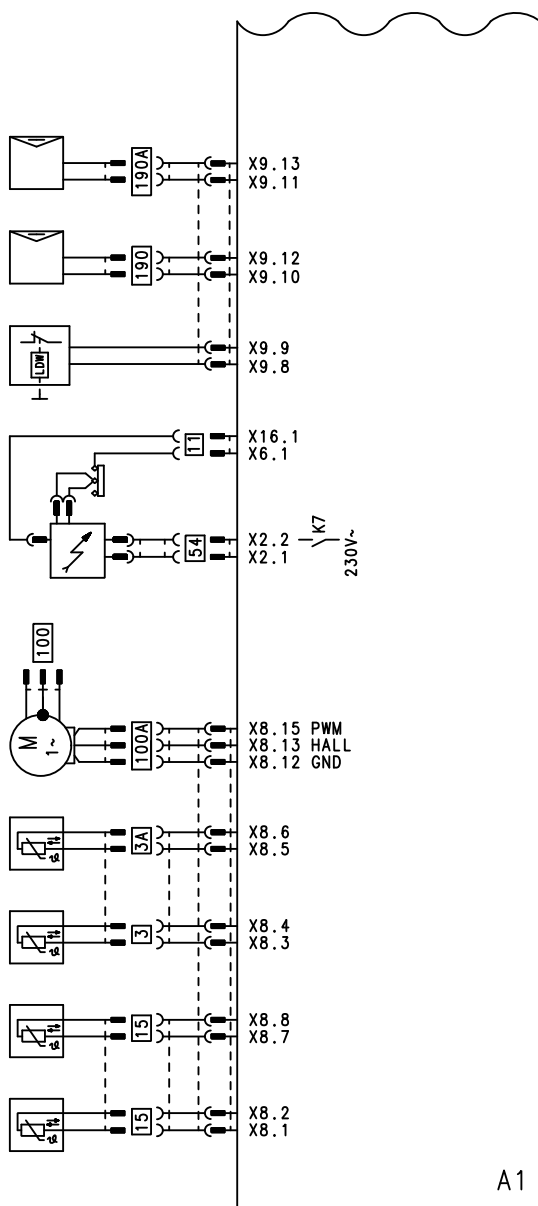 190A
X9.13
X9.11
190
X9.12
X9.10
LDW
X9.9
X9.8
11
X16.1
X6.1
54
X2.2
X2.1
K7
230V~
100
M
1~
100A
X8.15 PWM
X8.13 HALL
X8.12 GND
ϑ
3A
X8.6
X8.5
ϑ
3
X8.4
X8.3
ϑ
15
X8.8
X8.7
ϑ
15
X8.2
X8.1
A1